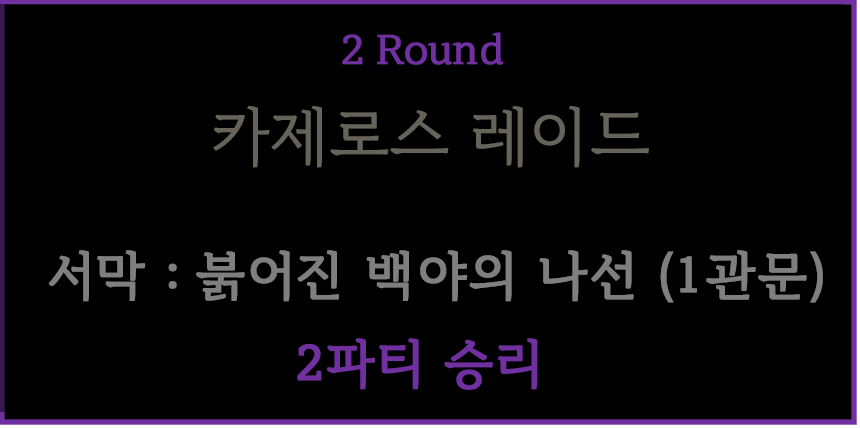 2 Round
카제로스 레이드
서막 : 붉어진 백야의 나선 (1관문)
2파티 승리